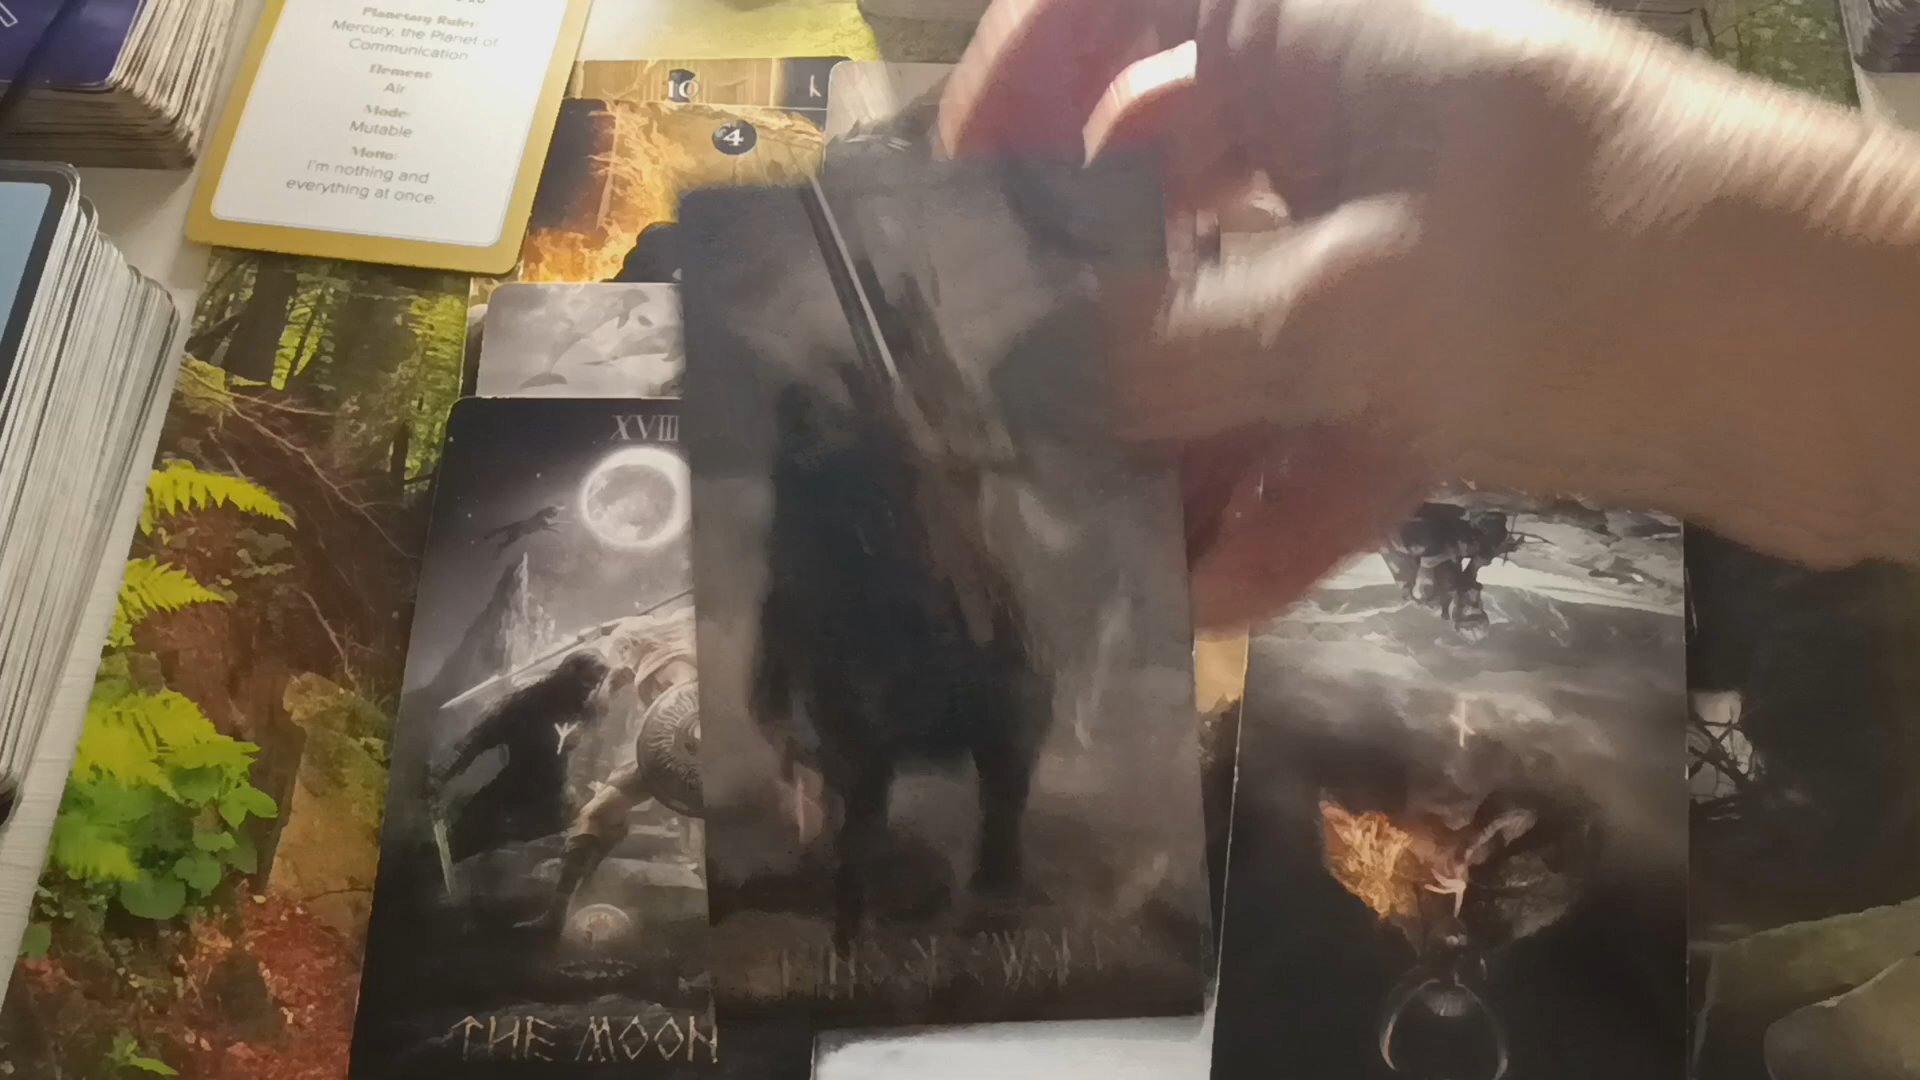 Planetary Ruler:
Mercury, the Planet of
Communication
Element:
Air
Mode:
Mutable
Motto:
I'm nothing and
everything at once.
10
4
XVIII
THE MOON